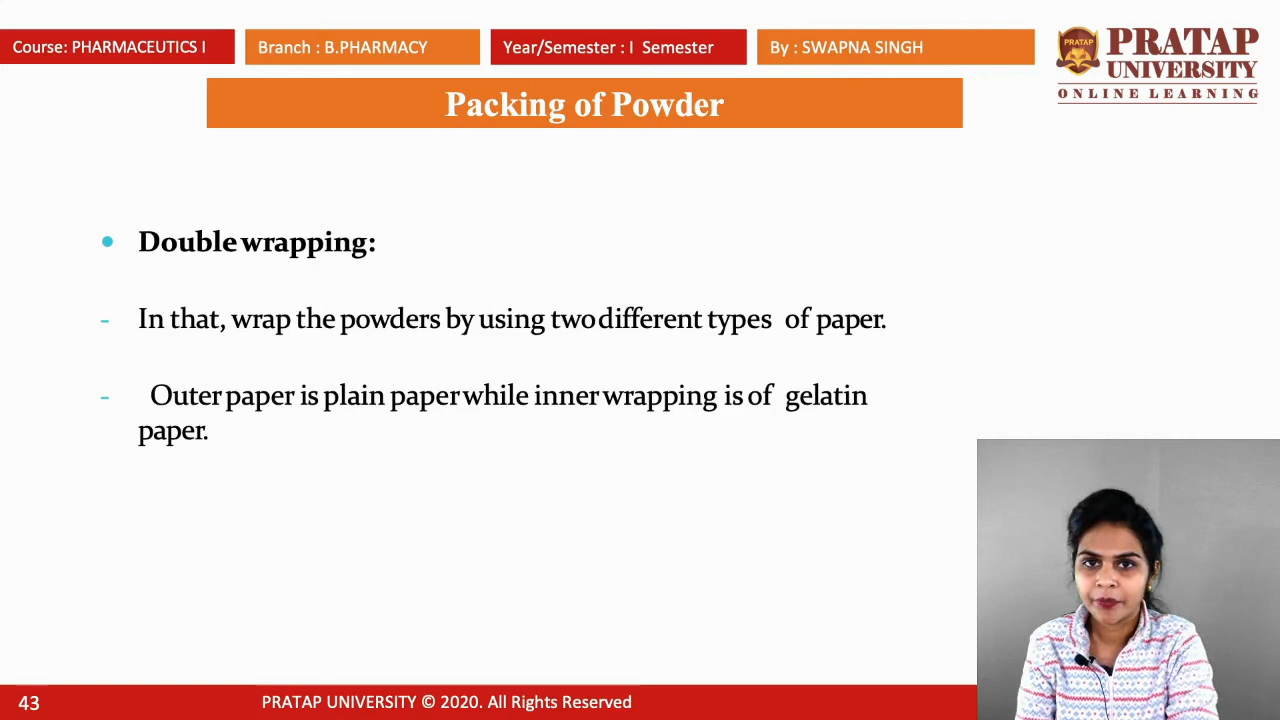 Course: PHARMACEUTICS I
Branch : B.PHARMACY
Year/Semester : I Semester
By : SWAPNA SINGH
PRATAP
PRATAP
UNIVERSITY
ONLINE LEARNING
Packing of Powder
• Double wrapping:
- In that, wrap the powders by using two different types of paper.
- Outer paper is plain paper while inner wrapping is of gelatin
paper.
43
PRATAP UNIVERSITY © 2020. All Rights Reserved